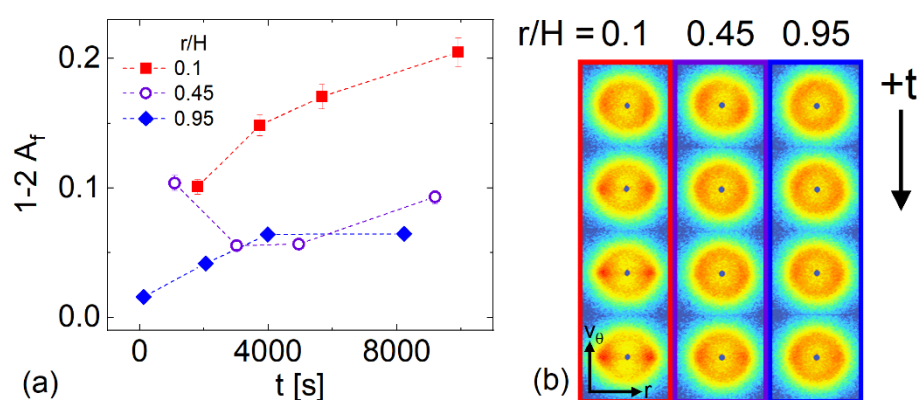 r/H
0.1
0.45
0.95
0.2
0.1
0.0
1-2 A_f
0 4000 8000
t [s]
(a)
r/H = 0.1 0.45 0.95
+t
v_θ
r
(b)